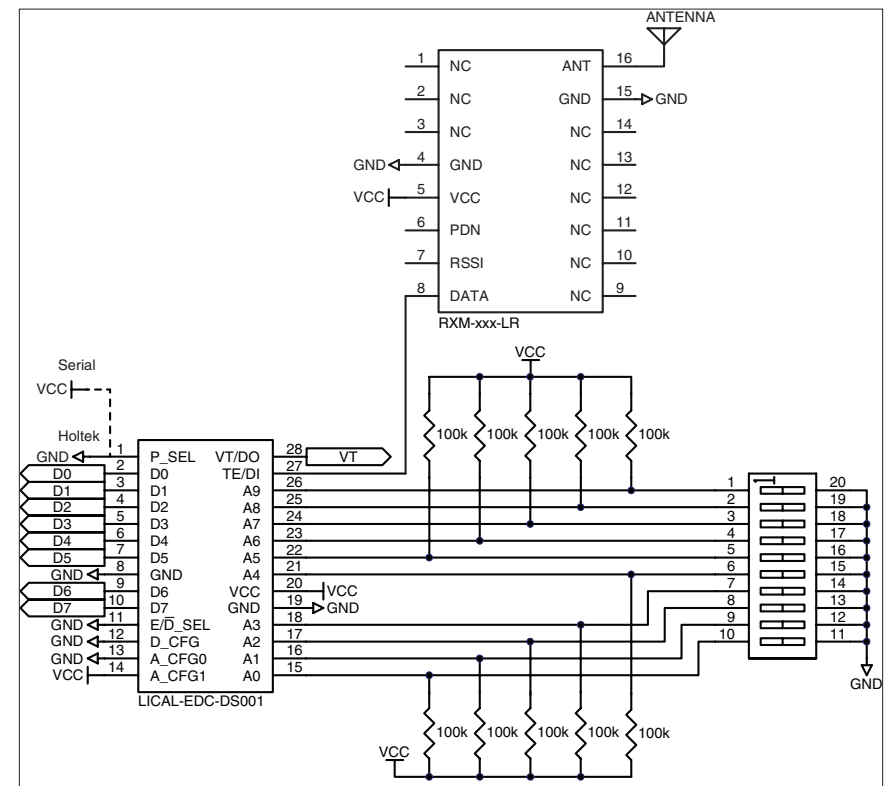 ANTENNA
1 NC ANT 16
2 NC GND 15 GND
3 NC NC 14
GND 4 GND NC 13
VCC 5 VCC NC 12
6 PDN NC 11
7 RSSI NC 10
8 DATA NC 9
RXM-xxx-LR
VCC
100k 100k 100k 100k 100k
Serial
VCC
Holtek
GND 1 P_SEL VT/DO 28 VT
D0 2 D0 TE/DI 27
D1 3 D1 A9 26 1 20
D2 4 D2 A8 25 2 19
D3 5 D3 A7 24 3 18
D4 6 D4 A6 23 4 17
D5 7 D5 A5 22 5 16
GND 8 GND A4 21 6 15
D6 9 D6 VCC 20 VCC 7 14
D7 10 D7 GND 19 GND 8 13
GND 11 E/D_SEL A3 18 9 12
GND 12 D_CFG A2 17 10 11
GND 13 A_CFG0 A1 16
VCC 14 A_CFG1 A0 15
GND
LICAL-EDC-DS001
100k 100k 100k 100k 100k
VCC